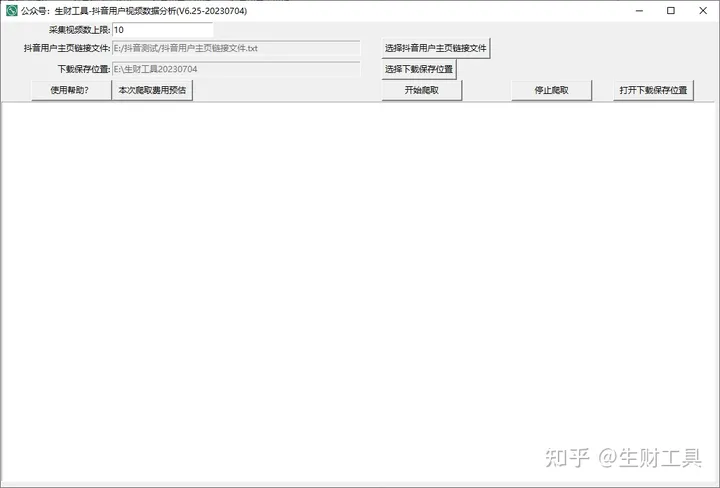 公众号：生财工具-抖音用户视频数据分析(V6.25-20230704)
采集视频数上限: 10
抖音用户主页链接文件: E:/抖音测试/抖音用户主页链接文件.txt 选择抖音用户主页链接文件
下载保存位置: E:\生财工具20230704 选择下载保存位置
使用帮助? 本次爬取费用预估 开始爬取 停止爬取 打开下载保存位置
知乎 @生财工具